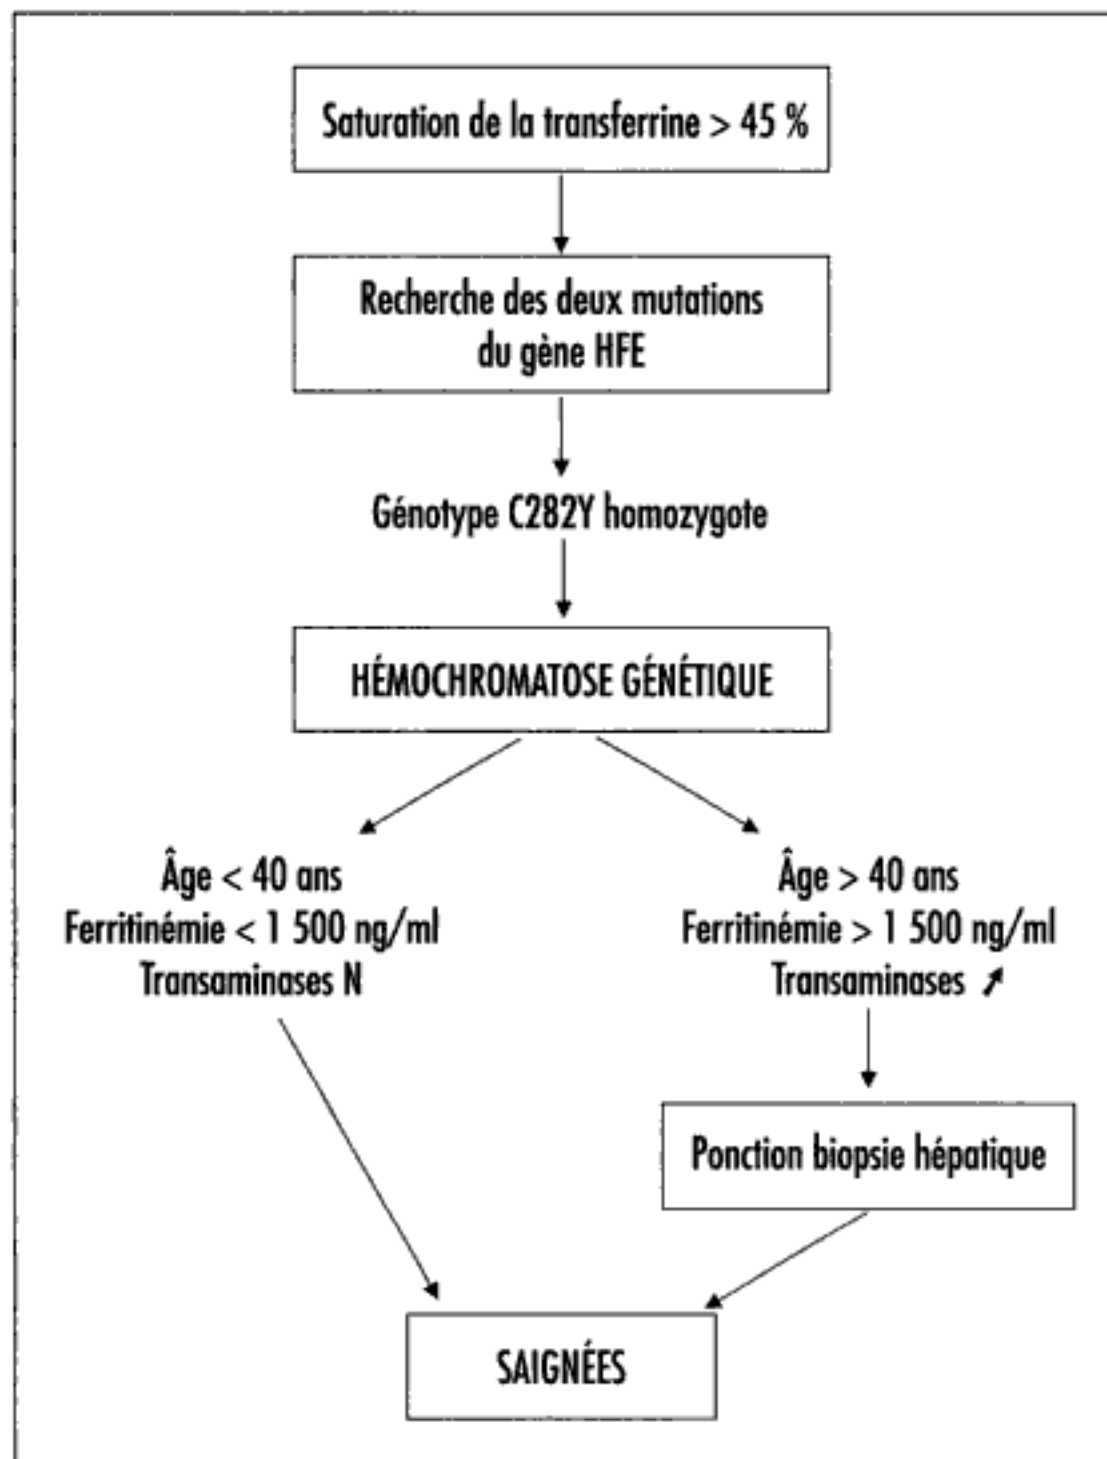 Saturation de la transferrine > 45 %
Recherche des deux mutations
du gène HFE
Génotype C282Y homozygote
HÉMOCHROMATOSE GÉNÉTIQUE
Âge < 40 ans
Ferritinémie < 1 500 ng/ml
Transaminases N
Âge > 40 ans
Ferritinémie > 1 500 ng/ml
Transaminases ↗
Ponction biopsie hépatique
SAIGNÉES